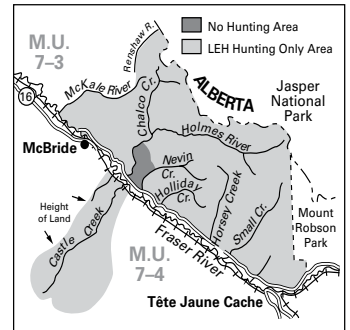 No Hunting Area
LEH Hunting Only Area
M.U.
7–3
Renshaw R.
McKale River
Chalco Cr.
ALBERTA
Jasper
National
Park
16
McBride
Holmes River
Nevin
Cr.
Holliday
Cr.
Horsey Creek
Small Cr.
Height
of Land
Castle
Creek
M.U.
7–4
Fraser River
Mount
Robson
Park
Tête Jaune Cache